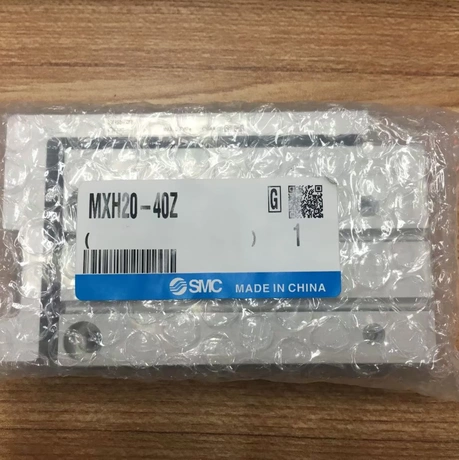 MXH20-40Z
G
( ) 1
SMC MADE IN CHINA